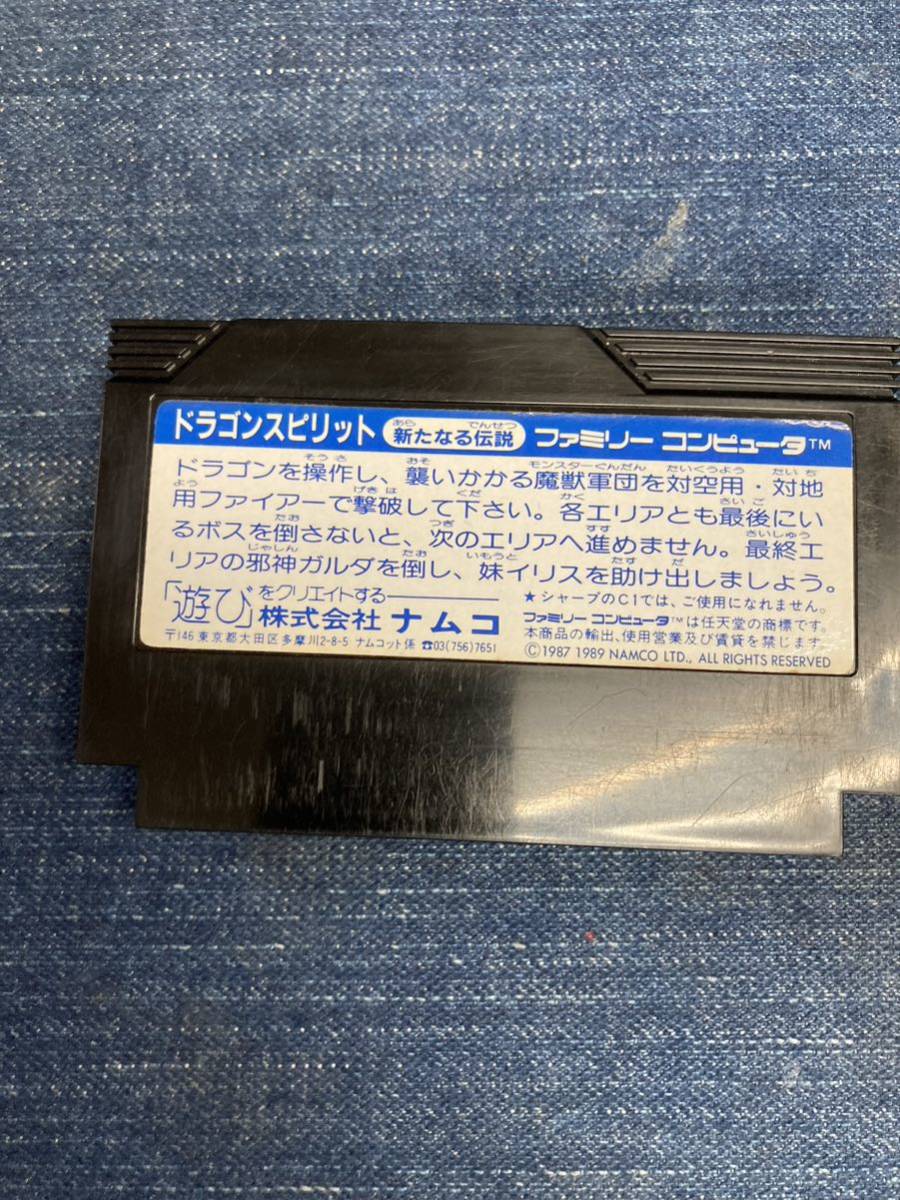 ドラゴンスピリット 新たなる伝説 ファミリー コンピュータ™
ドラゴンを操作し、襲いかかる魔獣軍団を対空用・対地
用ファイアーで撃破して下さい。各エリアとも最後にい
るボスを倒さないと、次のエリアへ進めません。最終エ
リアの邪神ガルダを倒し、妹イリスを助け出しましょう。
「遊び」をクリエイトする 株式会社 ナムコ
〒146 東京都大田区多摩川2-8-5 ナムコット係 ☎03(756)7651
★シャープのC1では、ご使用になれません。
ファミリー コンピュータ™は任天堂の商標です。
本商品の輸出、使用営業及び賃貸を禁じます。
©1987 1989 NAMCO LTD., ALL RIGHTS RESERVED